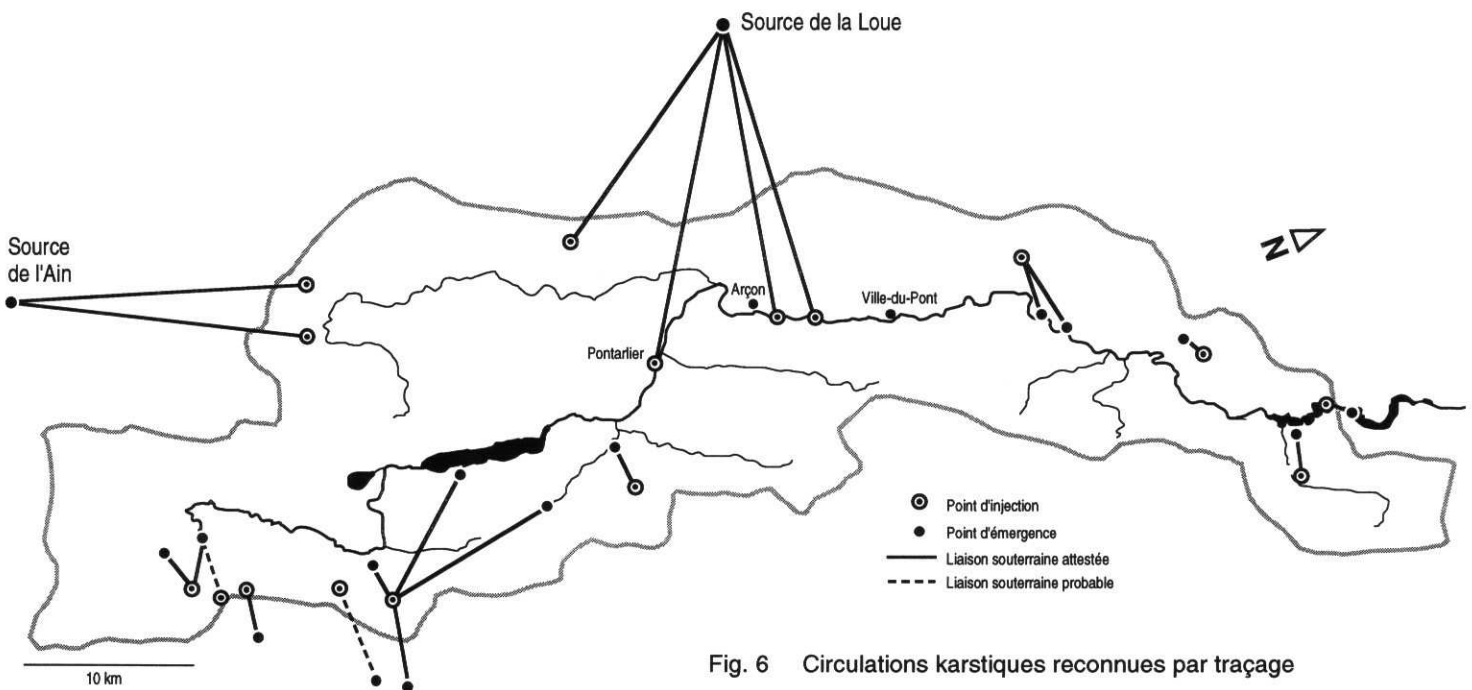 Source de la Loue
Source
de l'Ain
N
Arçon
Ville-du-Pont
Pontarlier
Point d'injection
Point d'émergence
Liaison souterraine attestée
Liaison souterraine probable
10 km
Fig. 6 Circulations karstiques reconnues par traçage